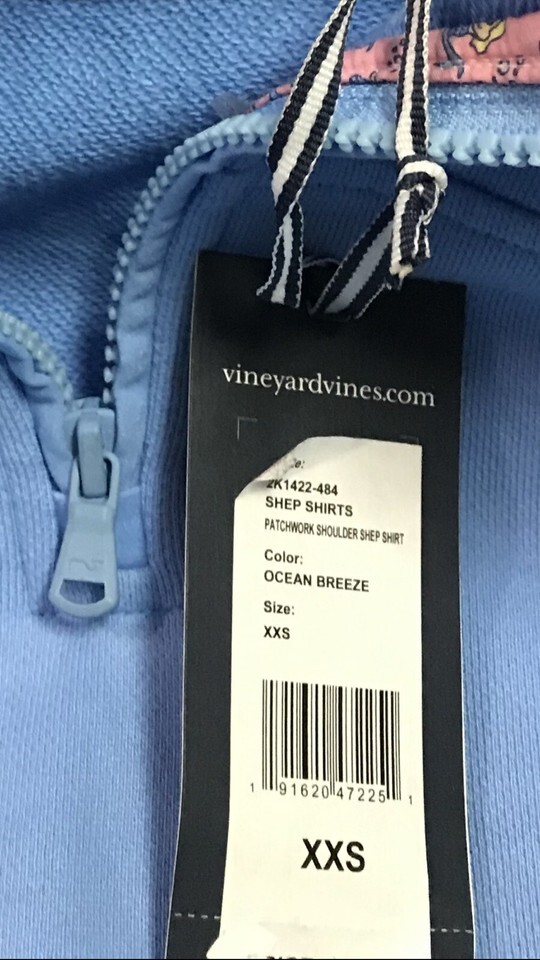 vineyardvines.com
2K1422-484
SHEP SHIRTS
PATCHWORK SHOULDER SHEP SHIRT
Color:
OCEAN BREEZE
Size:
XXS
1 91620 47225 1
XXS